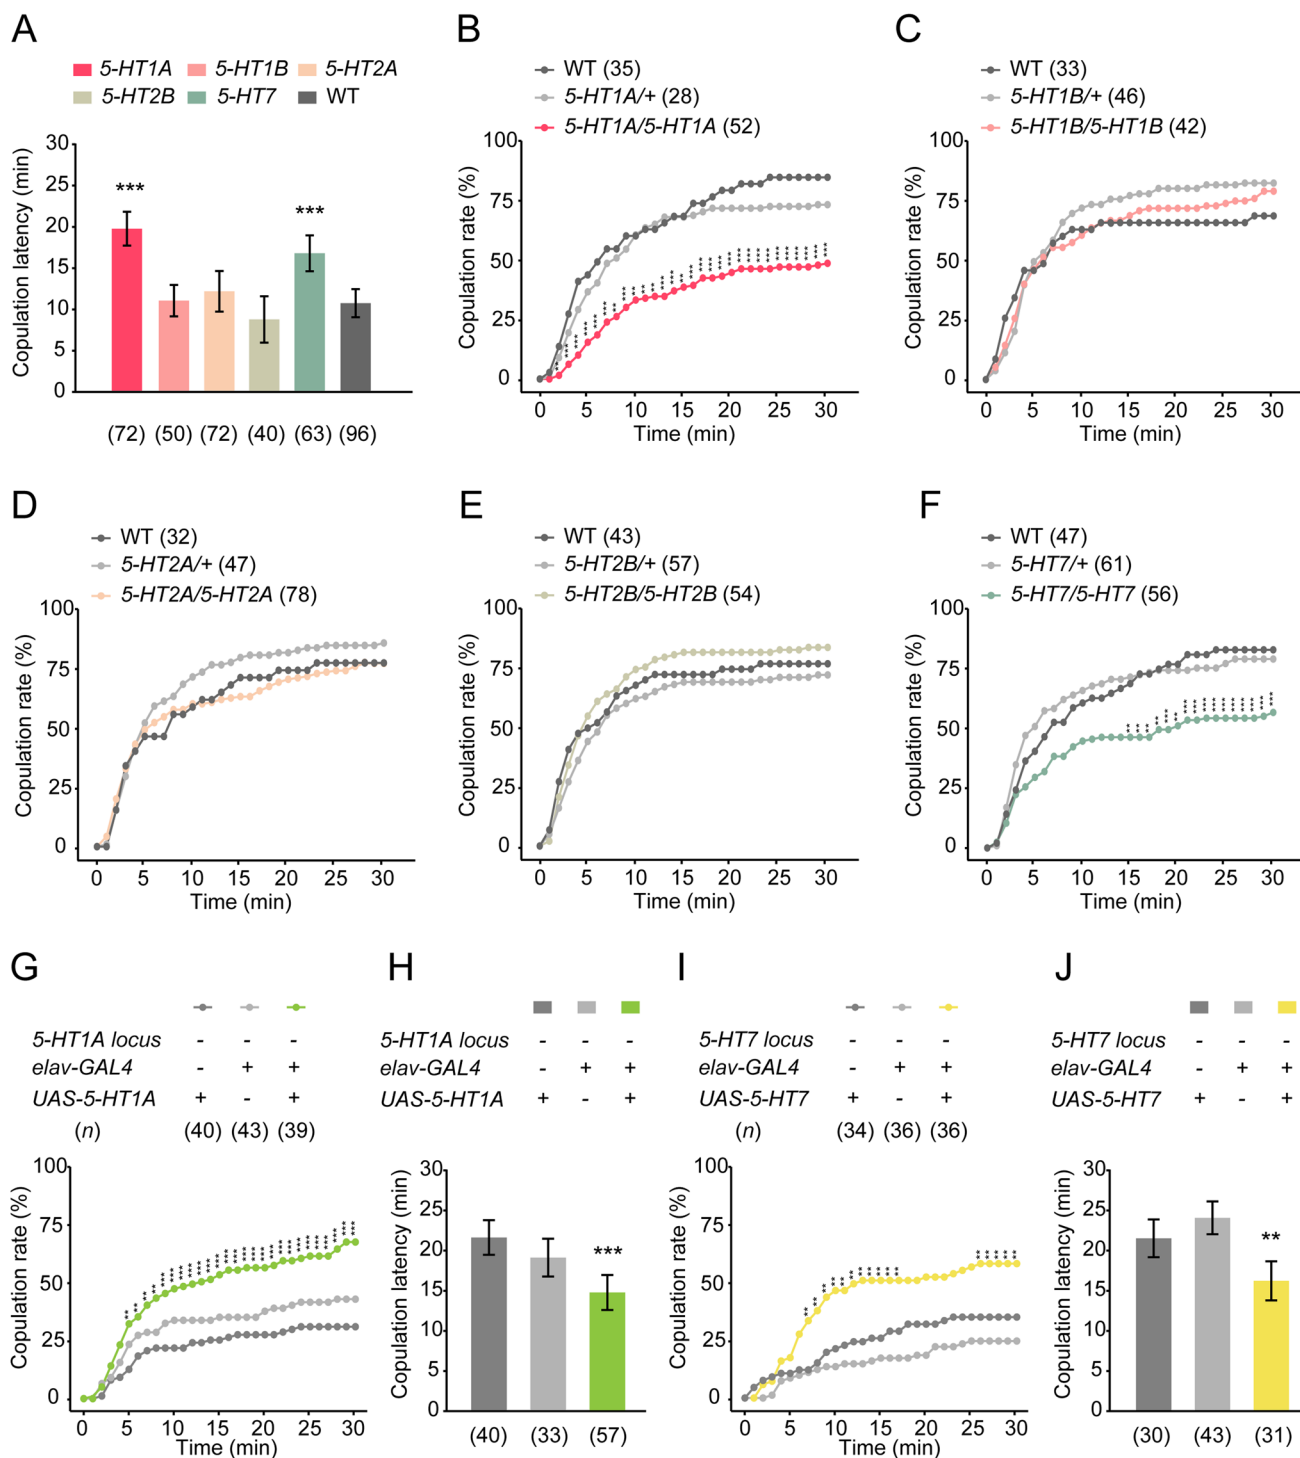 A
5-HT1A 5-HT1B 5-HT2A
5-HT2B 5-HT7 WT
Copulation latency (min)
30
25
20
15
10
5
0
*** ***
(72) (50) (72) (40) (63) (96)
B
WT (35)
5-HT1A/+ (28)
5-HT1A/5-HT1A (52)
Copulation rate (%)
100
75
50
25
0
0 5 10 15 20 25 30
Time (min)
C
WT (33)
5-HT1B/+ (46)
5-HT1B/5-HT1B (42)
Copulation rate (%)
100
75
50
25
0
0 5 10 15 20 25 30
Time (min)
D
WT (32)
5-HT2A/+ (47)
5-HT2A/5-HT2A (78)
Copulation rate (%)
100
75
50
25
0
0 5 10 15 20 25 30
Time (min)
E
WT (43)
5-HT2B/+ (57)
5-HT2B/5-HT2B (54)
Copulation rate (%)
100
75
50
25
0
0 5 10 15 20 25 30
Time (min)
F
WT (47)
5-HT7/+ (61)
5-HT7/5-HT7 (56)
Copulation rate (%)
100
75
50
25
0
0 5 10 15 20 25 30
Time (min)
G
5-HT1A locus - - -
elav-GAL4 - + +
UAS-5-HT1A + - +
(n) (40) (43) (39)
Copulation rate (%)
100
75
50
25
0
0 5 10 15 20 25 30
Time (min)
H
5-HT1A locus - - -
elav-GAL4 - + +
UAS-5-HT1A + - +
Copulation latency (min)
30
25
20
15
10
5
0
***
(40) (33) (57)
I
5-HT7 locus - - -
elav-GAL4 - + +
UAS-5-HT7 + - +
(n) (34) (36) (36)
Copulation rate (%)
100
75
50
25
0
0 5 10 15 20 25 30
Time (min)
J
5-HT7 locus - - -
elav-GAL4 - + +
UAS-5-HT7 + - +
Copulation latency (min)
30
25
20
15
10
5
0
**
(30) (43) (31)